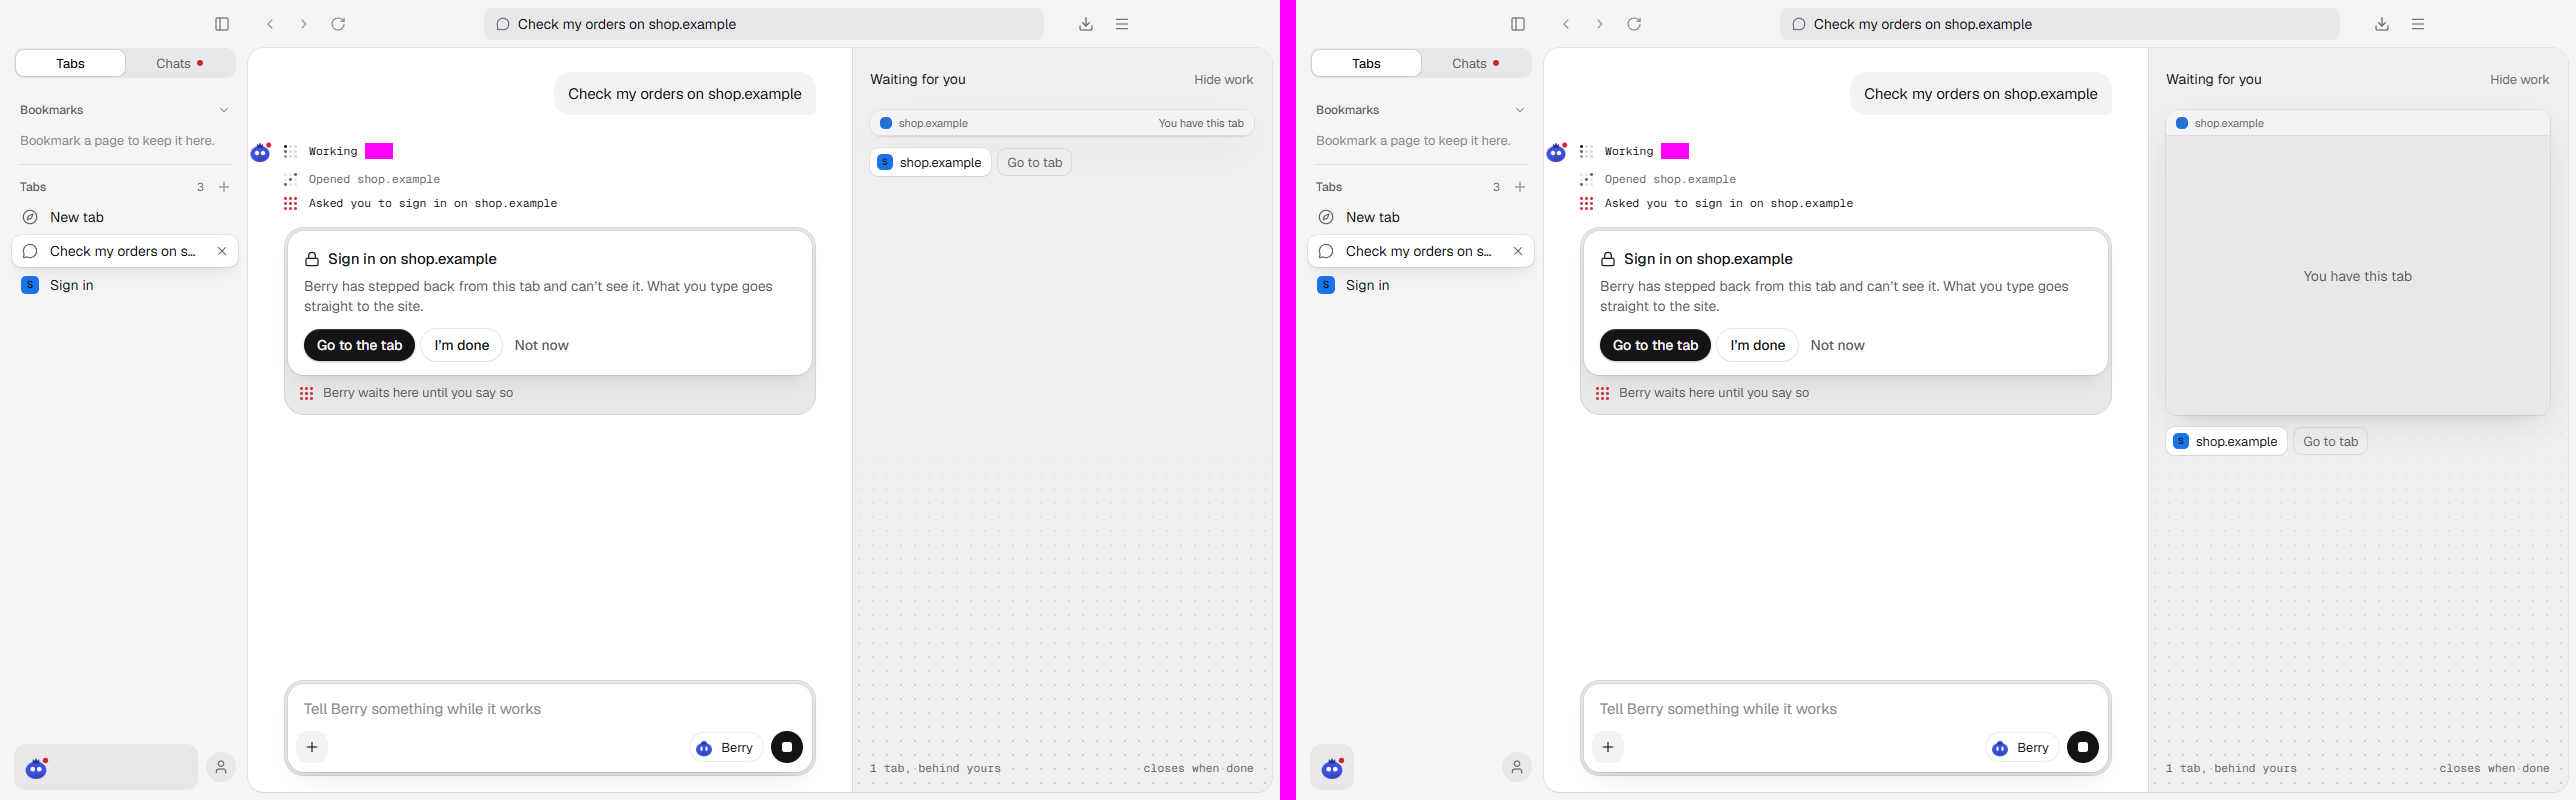 Check my orders on shop.example
Tabs
Chats
Bookmarks
Bookmark a page to keep it here.
Tabs
3
New tab
Check my orders on s...
Sign in
Check my orders on shop.example
Working
Opened shop.example
Asked you to sign in on shop.example
Sign in on shop.example
Berry has stepped back from this tab and can't see it. What you type goes
straight to the site.
Go to the tab
I'm done
Not now
Berry waits here until you say so
Tell Berry something while it works
Berry
Waiting for you
Hide work
shop.example
You have this tab
S shop.example
Go to tab
1 tab, behind yours
closes when done
Check my orders on shop.example
Tabs
Chats
Bookmarks
Bookmark a page to keep it here.
Tabs
3
New tab
Check my orders on s...
S Sign in
Check my orders on shop.example
Working
Opened shop.example
Asked you to sign in on shop.example
Sign in on shop.example
Berry has stepped back from this tab and can't see it. What you type goes
straight to the site.
Go to the tab
I'm done
Not now
Berry waits here until you say so
Tell Berry something while it works
Berry
Waiting for you
Hide work
shop.example
You have this tab
S shop.example
Go to tab
1 tab, behind yours
closes when done